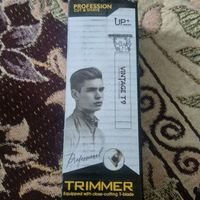 PROFESSION
UP+
VINTAGE T9
Professional
TRIMMER
Equipped with close-cutting T-blade